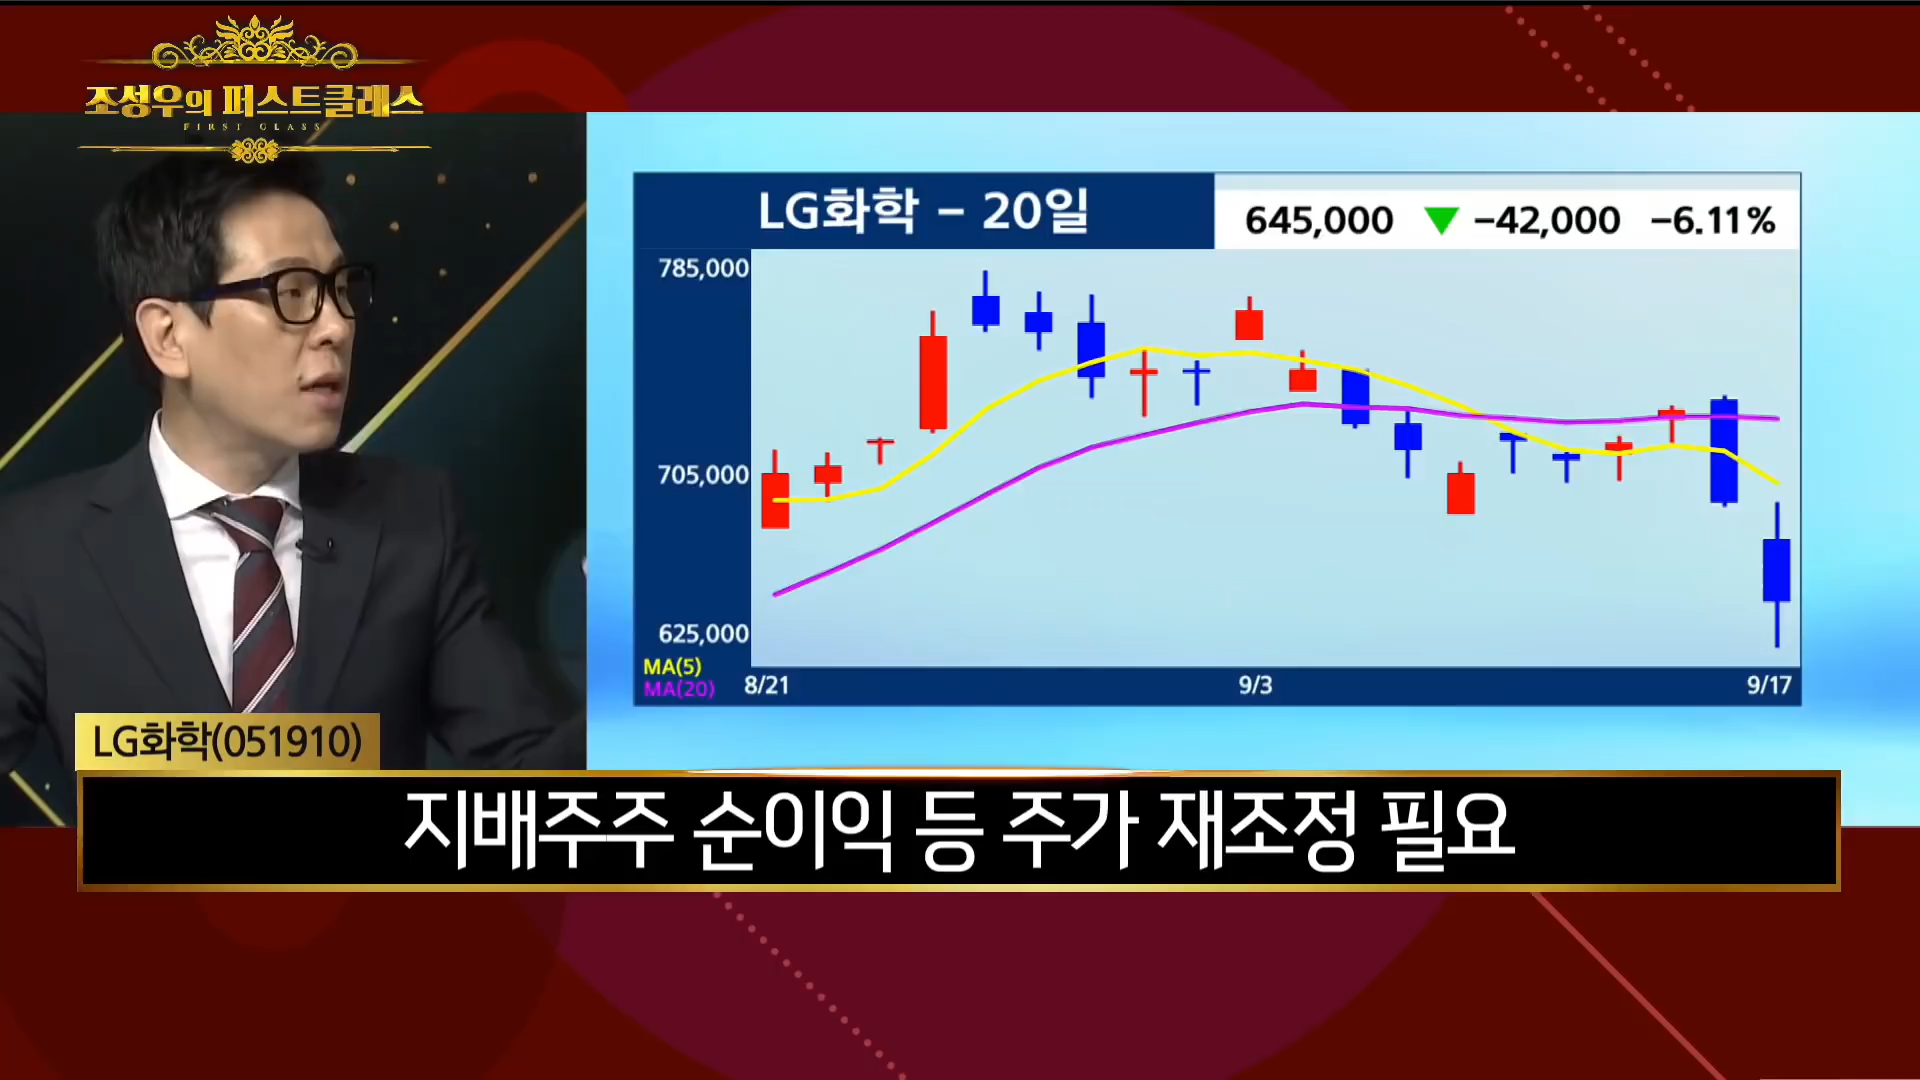 조성우의 퍼스트클래스
FIRST CLASS
LG화학 – 20일
645,000 ▼ –42,000 –6.11%
785,000
705,000
625,000
MA(5)
MA(20)
8/21 9/3 9/17
LG화학(051910)
지배주주 순이익 등 주가 재조정 필요